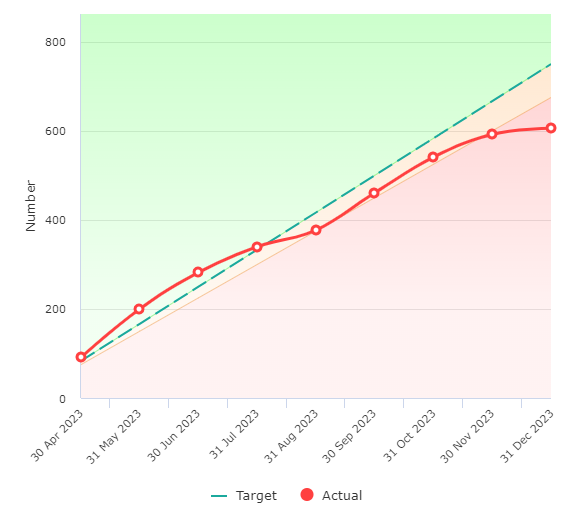 800
600
400
200
0
Number
30 Apr 2023
31 May 2023
30 Jun 2023
31 Jul 2023
31 Aug 2023
30 Sep 2023
31 Oct 2023
30 Nov 2023
31 Dec 2023
Target
Actual